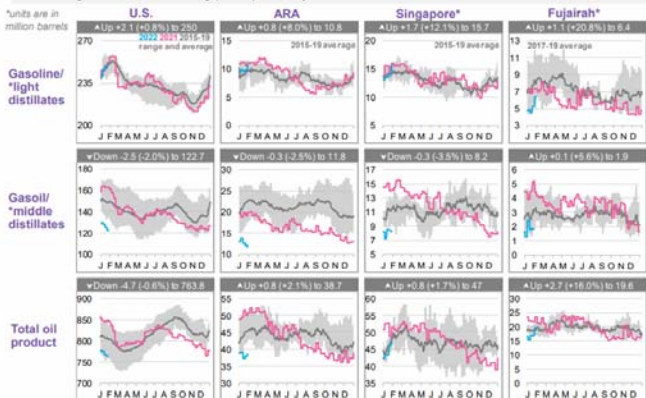 U.S. ARA Singapore* Fujairah*
*units are in
million barrels
▲Up +2.1 (+0.8%) to 250 ▲Up +0.8 (+8.0%) to 10.8 ▲Up +1.7 (+12.1%) to 15.7 ▲Up +1.1 (+20.8%) to 6.4
2022 2021 2015-19
range and average
2015-19 average 2015-19 average 2017-19 average
Gasoline/
*light
distillates
270 235 200
20 15 10 5 0
20 15 10 5
13 11 9 7 5 3
J F M A M J J A S O N D J F M A M J J A S O N D J F M A M J J A S O N D J F M A M J J A S O N D
▼Down -2.5 (-2.0%) to 122.7 ▼Down -0.3 (-2.5%) to 11.8 ▼Down -0.3 (-3.5%) to 8.2 ▲Up +0.1 (+5.6%) to 1.9
Gasoil/
*middle
distillates
180 160 140 120 100
30 25 20 15 10
17 15 13 11 9 7 5
6 5 4 3 2 1 0
J F M A M J J A S O N D J F M A M J J A S O N D J F M A M J J A S O N D J F M A M J J A S O N D
▼Down -4.7 (-0.6%) to 763.8 ▲Up +0.8 (+2.1%) to 38.7 ▲Up +0.8 (+1.7%) to 47 ▲Up +2.7 (+16.0%) to 19.6
Total oil
product
900 850 800 750 700
55 50 45 40 35 30
60 55 50 45 40 35
30 25 20 15 10 5 0
J F M A M J J A S O N D J F M A M J J A S O N D J F M A M J J A S O N D J F M A M J J A S O N D